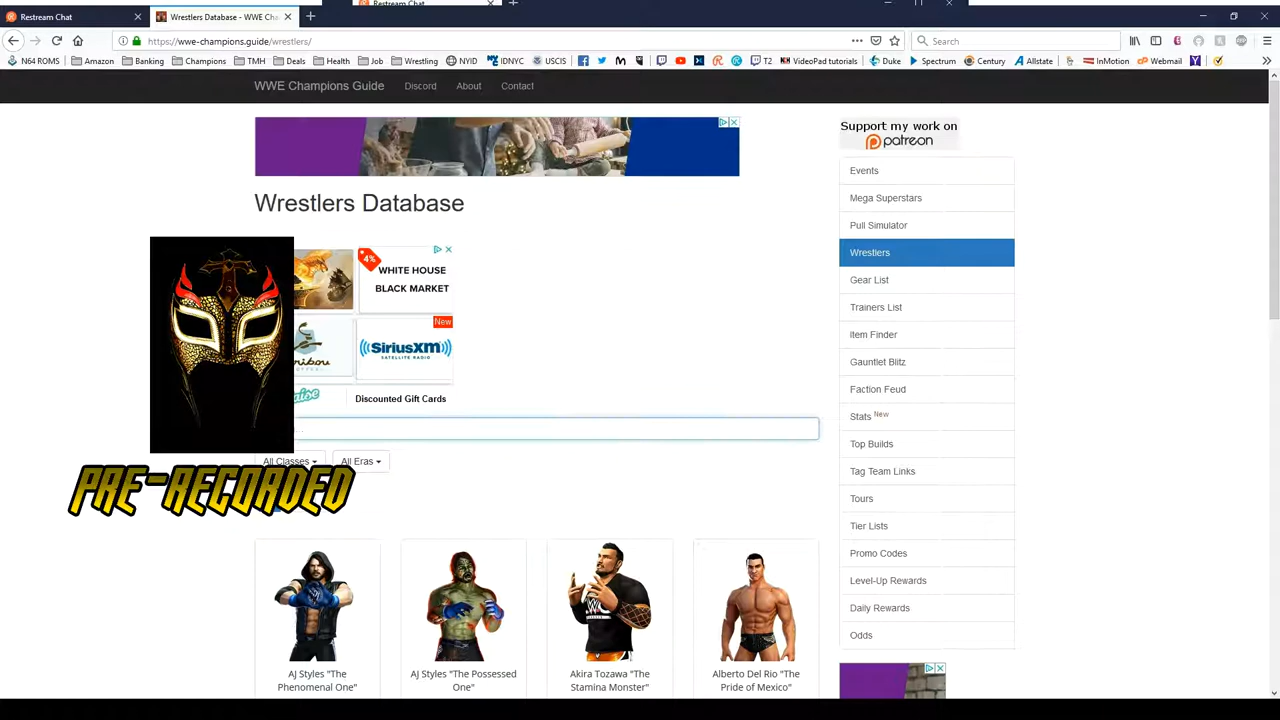 Restream Chat
Restream Chat
Wrestlers Database - WWE Cham
https://wwe-champions.guide/wrestlers/
Search
N64 ROMS
Amazon
Banking
Champions
TMH
Deals
Health
Job
Wrestling
NYID
IDNYC
USCIS
T2
VideoPad tutorials
Duke
Spectrum
Century
Allstate
InMotion
Webmail
WWE Champions Guide
Discord
About
Contact
Support my work on
patreon
Wrestlers Database
4%
WHITE HOUSE
BLACK MARKET
New
((SiriusXM))
SATELLITE RADIO
Discounted Gift Cards
All Classes
All Eras
PRE-RECORDED
AJ Styles "The
Phenomenal One"
AJ Styles "The Possessed
One"
Akira Tozawa "The
Stamina Monster"
Alberto Del Rio "The
Pride of Mexico"
Events
Mega Superstars
Pull Simulator
Wrestlers
Gear List
Trainers List
Item Finder
Gauntlet Blitz
Faction Feud
Stats New
Top Builds
Tag Team Links
Tours
Tier Lists
Promo Codes
Level-Up Rewards
Daily Rewards
Odds